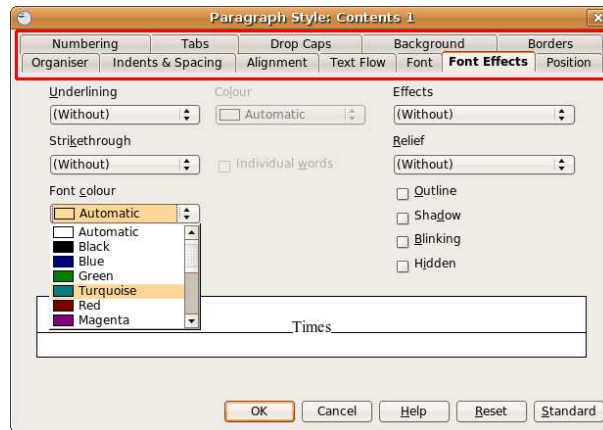 Paragraph Style: Contents 1
Numbering Tabs Drop Caps Background Borders
Organiser Indents & Spacing Alignment Text Flow Font Font Effects Position
Underlining Colour Effects
(Without) Automatic (Without)
Strikethrough Relief
(Without) Individual words (Without)
Font colour Outline
Automatic Shadow
Automatic
Black Blinking
Blue
Green Hidden
Turquoise
Red
Magenta
Times
OK Cancel Help Reset Standard